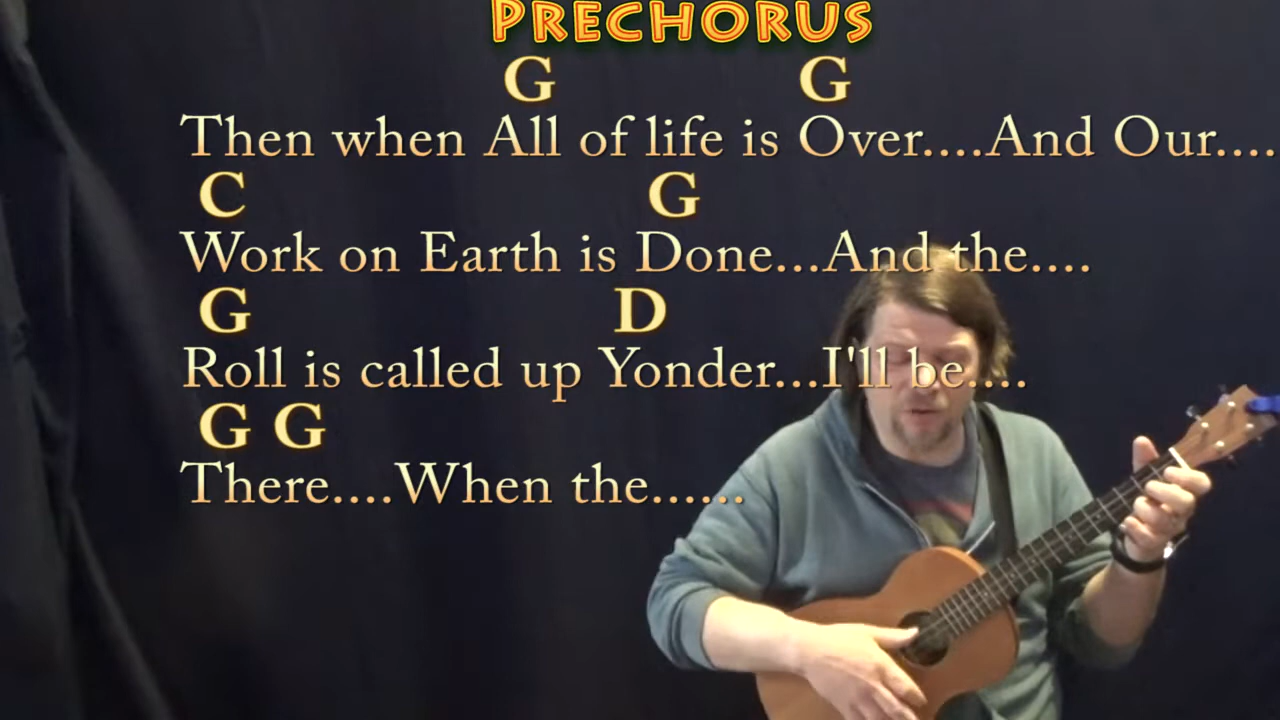 PRECHORUS
G G
Then when All of life is Over....And Our....
C G
Work on Earth is Done...And the....
G D
Roll is called up Yonder...I'll be....
G G
There....When the......